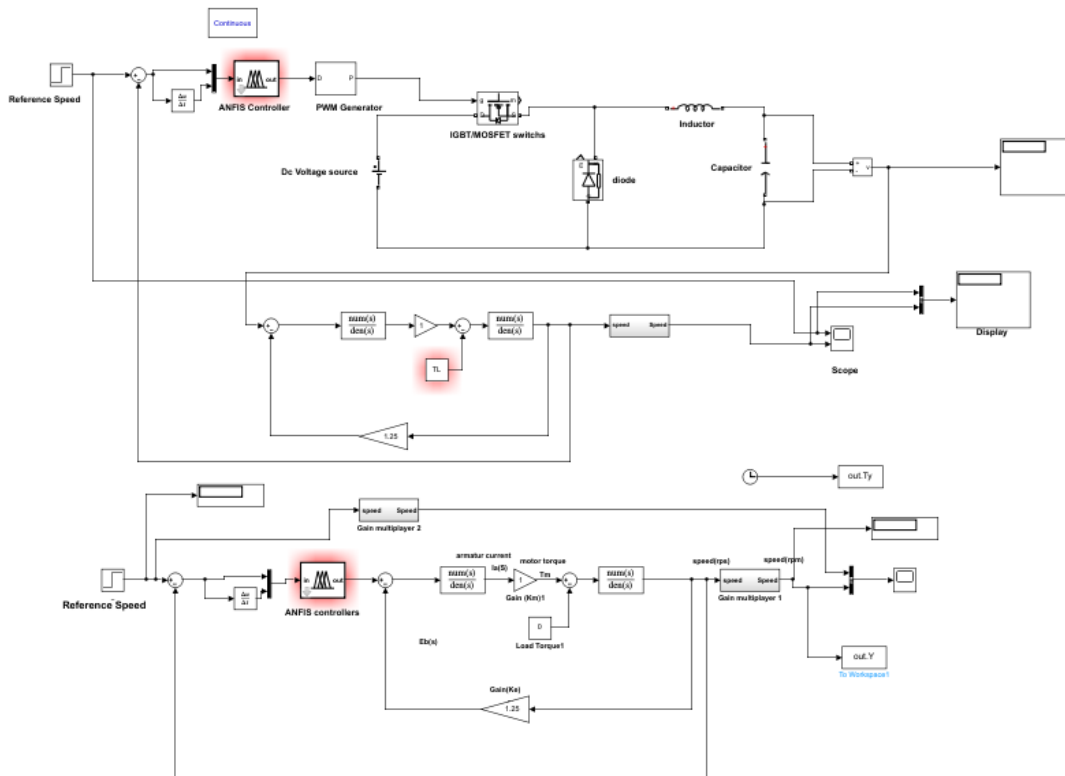 Continuous
Reference Speed
Δu
Δt
in
out
ANFIS Controller
D
P
PWM Generator
g
m
IGBT/MOSFET switchs
Dc Voltage source
diode
Inductor
Capacitor
v
num(s)
den(s)
1
TL
num(s)
den(s)
speed
Speed
1.25
Scope
Display
out.Ty
Reference Speed
speed
Speed
Gain multiplayer 2
Δu
Δt
in
out
ANFIS controllers
armatur current
Ia(S)
num(s)
den(s)
motor torque
1
Tm
Gain (Km)1
0
Load Torque1
num(s)
den(s)
speed(rps)
speed
Speed
Gain multiplayer 1
speed(rpm)
Eb(s)
Gain(Ke)
1.25
out.Y
To Workspace1